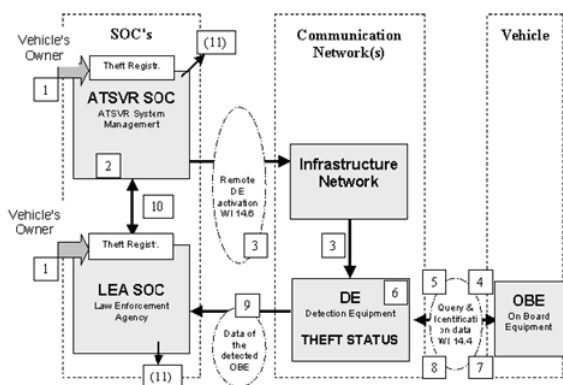 SOC's
Communication
Network(s)
Vehicle
Vehicle's
Owner
1
Theft Registr.
(11)
ATSVR SOC
ATSVR System
Management
2
10
Remote
DE
activation
WI 14.6
3
Infrastructure
Network
3
Vehicle's
Owner
1
Theft Registr.
LEA SOC
Law Enforcement
Agency
(11)
9
Data of
the
detected
OBE
DE
6
Detection Equipment
THEFT STATUS
5
4
Query &
Identificati
on data
WI 14.4
8
7
OBE
On Board
Equipment